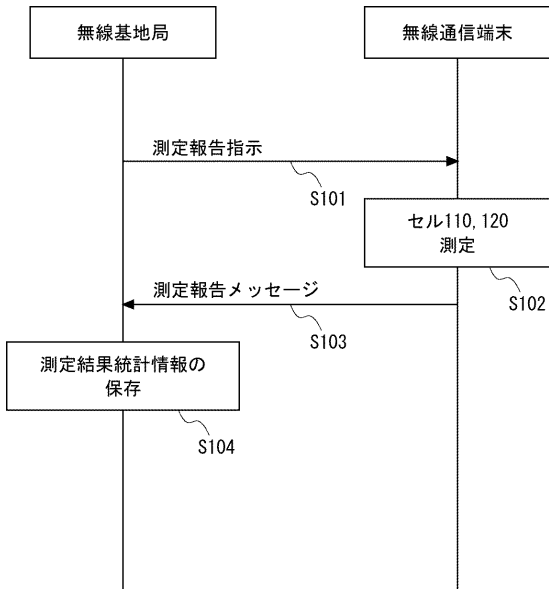 無線基地局
無線通信端末
測定報告指示
S101
セル110, 120
測定
S102
測定報告メッセージ
S103
測定結果統計情報の
保存
S104